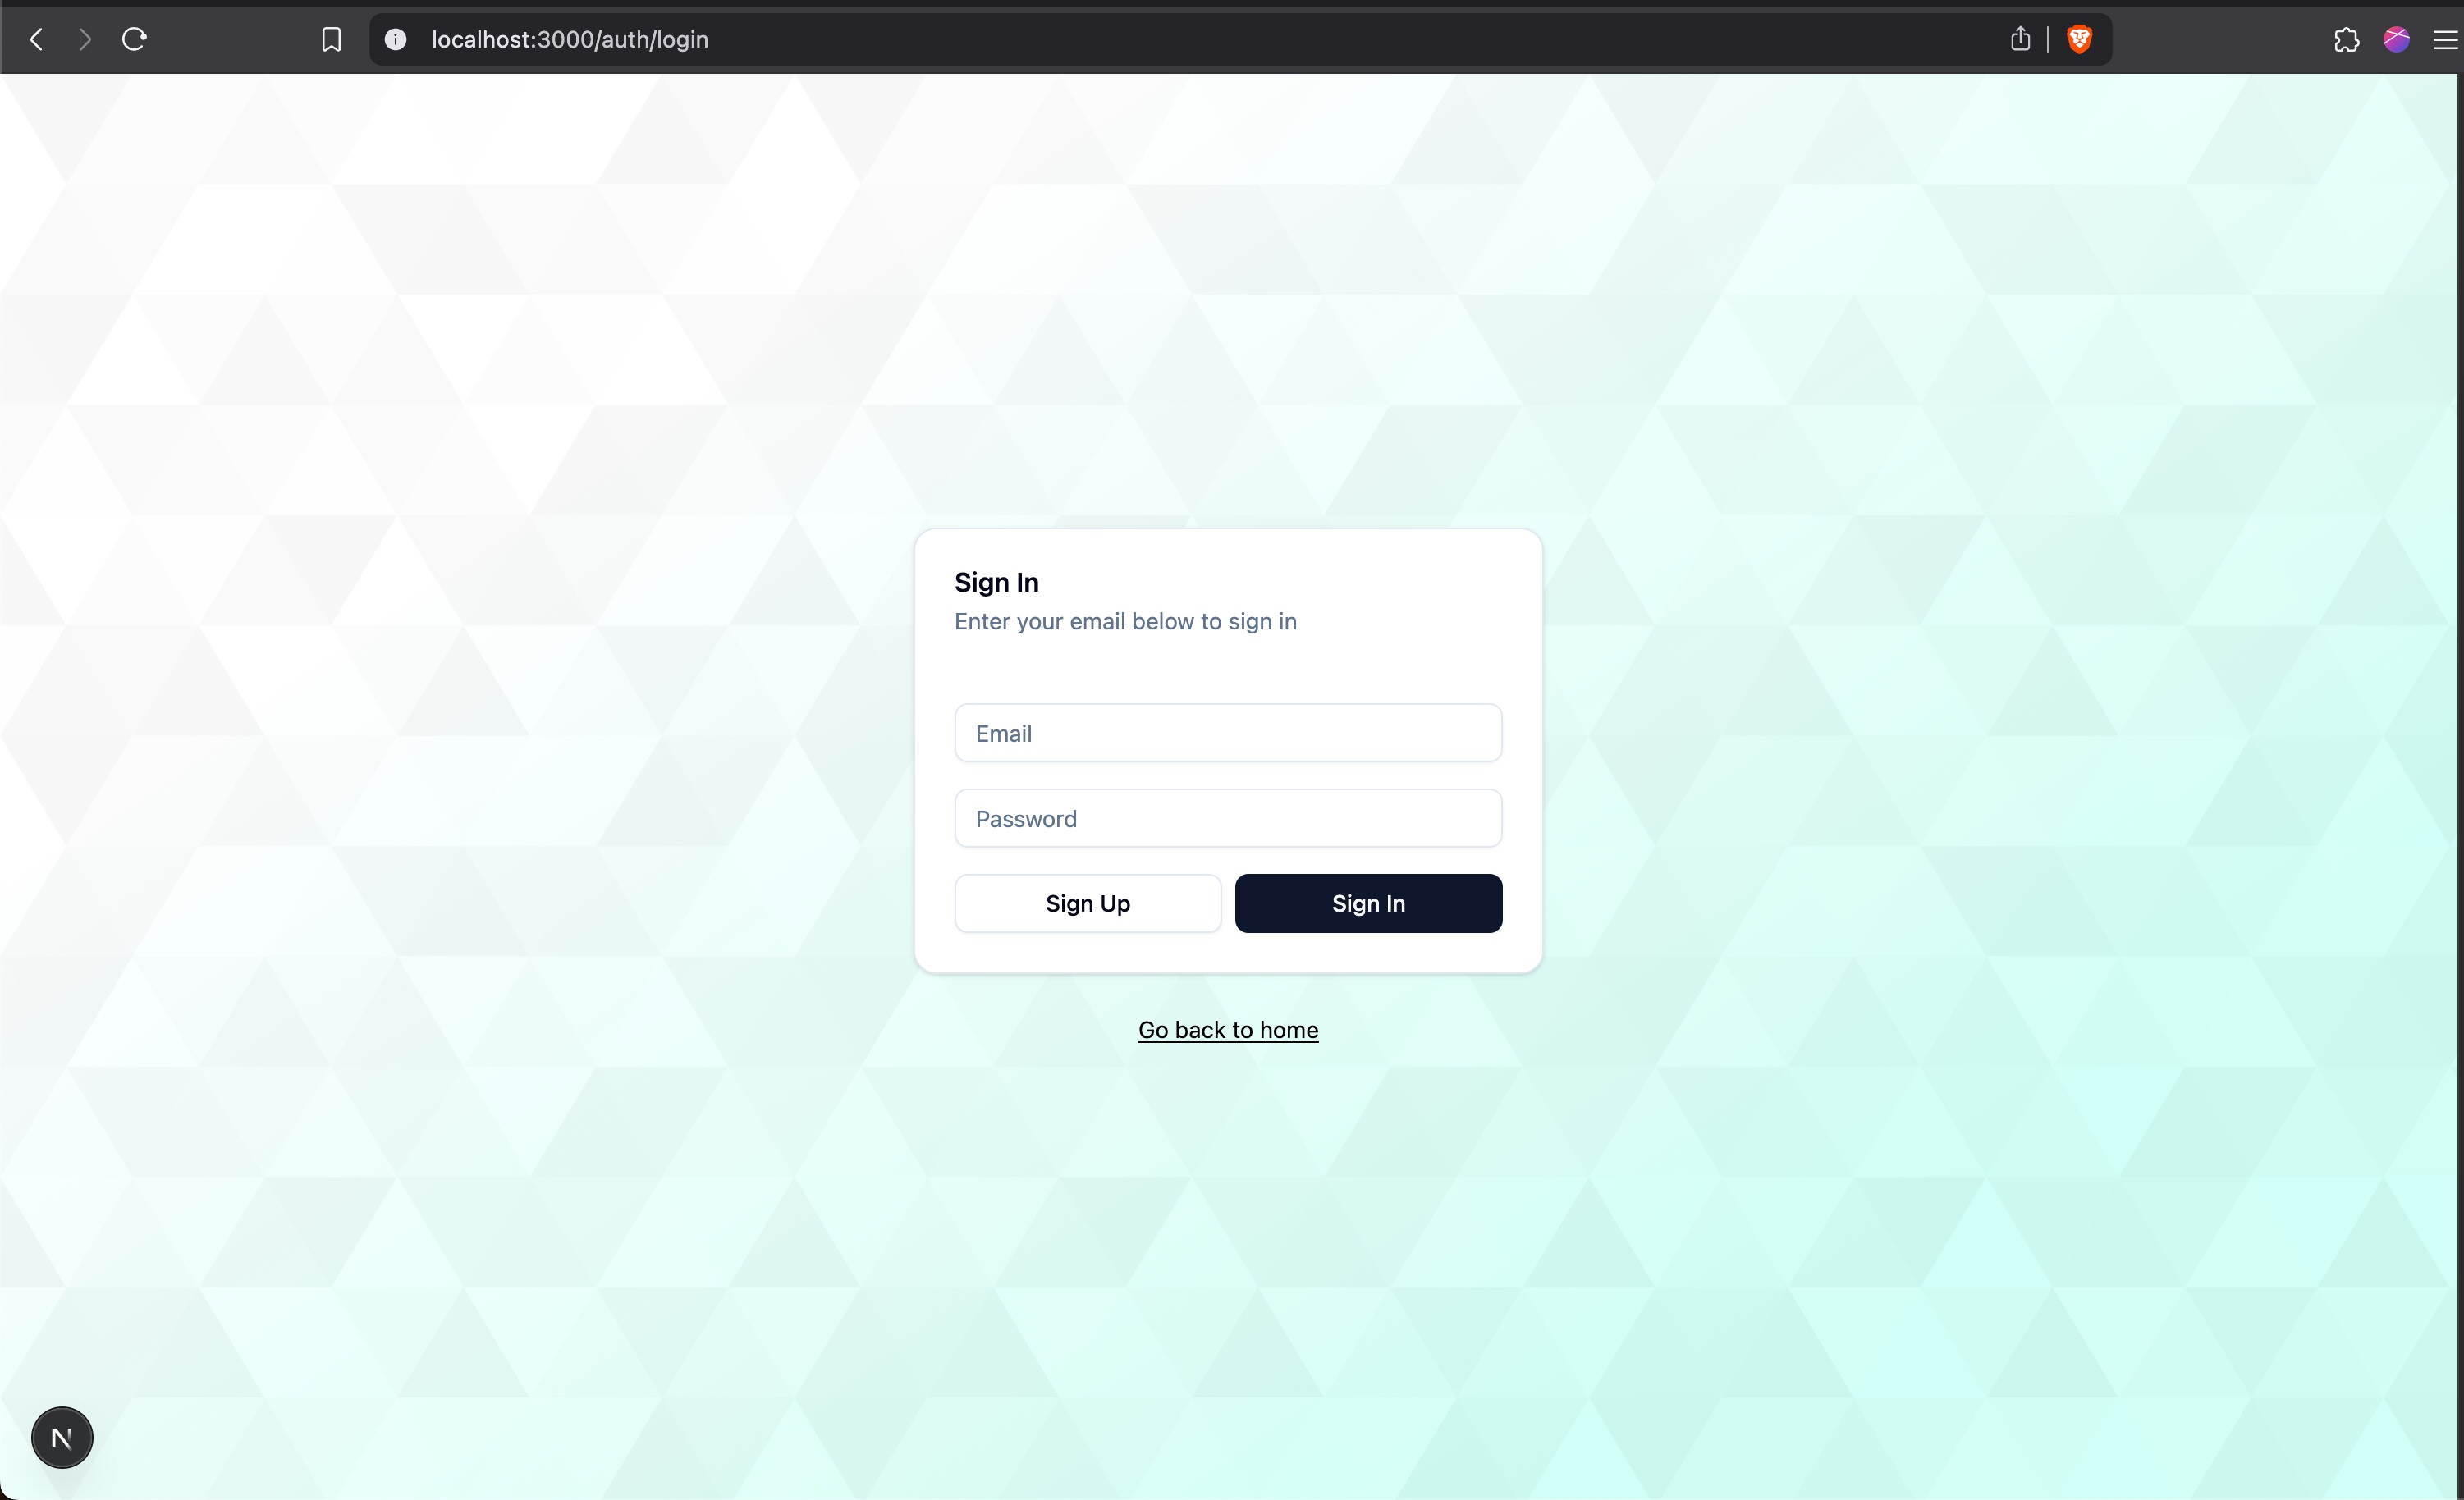 localhost:3000/auth/login
Sign In
Enter your email below to sign in
Email
Password
Sign Up
Sign In
Go back to home
N